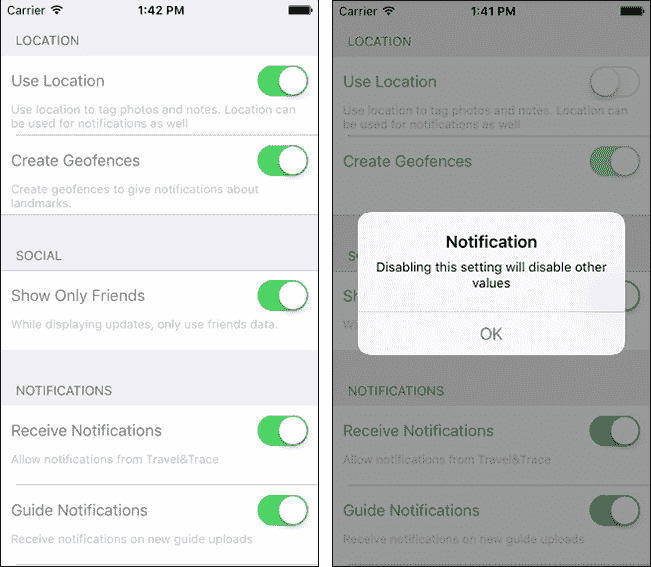 Carrier 1:42 PM
LOCATION
Use Location
Use location to tag photos and notes. Location can
be used for notifications as well
Create Geofences
Create geofences to give notifications about
landmarks.
SOCIAL
Show Only Friends
While displaying updates, only use friends data.
NOTIFICATIONS
Receive Notifications
Allow notifications from Travel&Trace
Guide Notifications
Receive notifications on new guide uploads
Carrier 1:41 PM
LOCATION
Use Location
Use location to tag photos and notes. Location can
be used for notifications as well
Create Geofences
Notification
Disabling this setting will disable other
values
OK
NOTIFICATIONS
Receive Notifications
Allow notifications from Travel&Trace
Guide Notifications
Receive notifications on new guide uploads